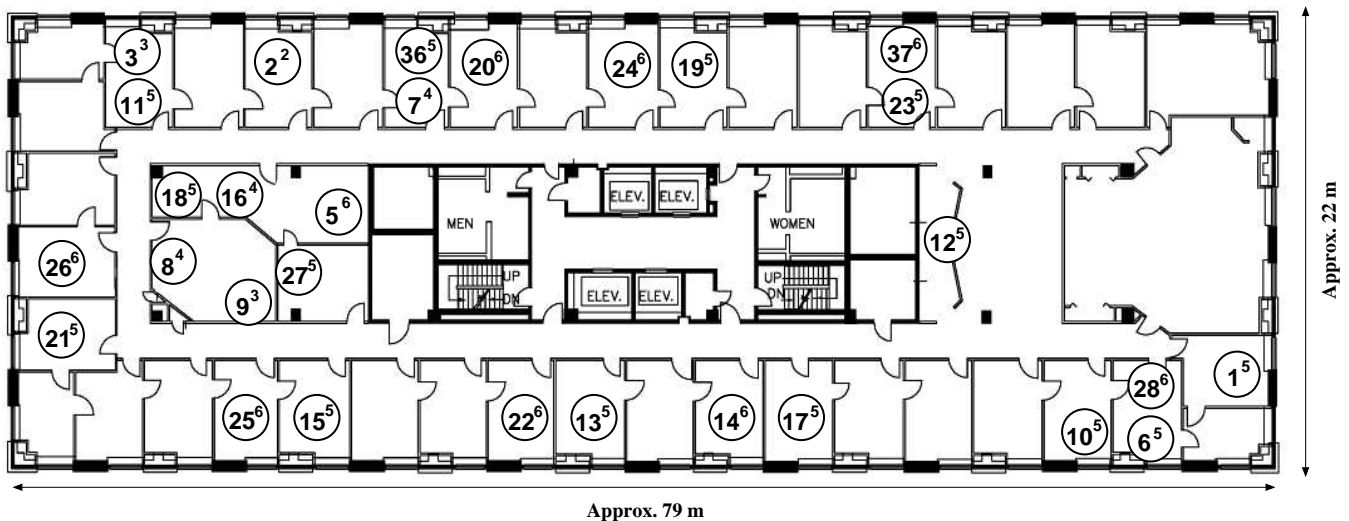 3³ 2² 36⁵ 20⁶ 24⁶ 19⁵ 37⁶
11⁵ 7⁴ 23⁵
18⁵ 16⁴ 5⁶ ELEV. ELEV.
MEN WOMEN 12⁵
26⁶ 8⁴ 27⁵
UP UP
9³ ELEV. ELEV. DN DN
21⁵
28⁶ 1⁵
25⁶ 15⁵ 22⁶ 13⁵ 14⁶ 17⁵ 10⁵ 6⁵
Approx. 22 m
Approx. 79 m